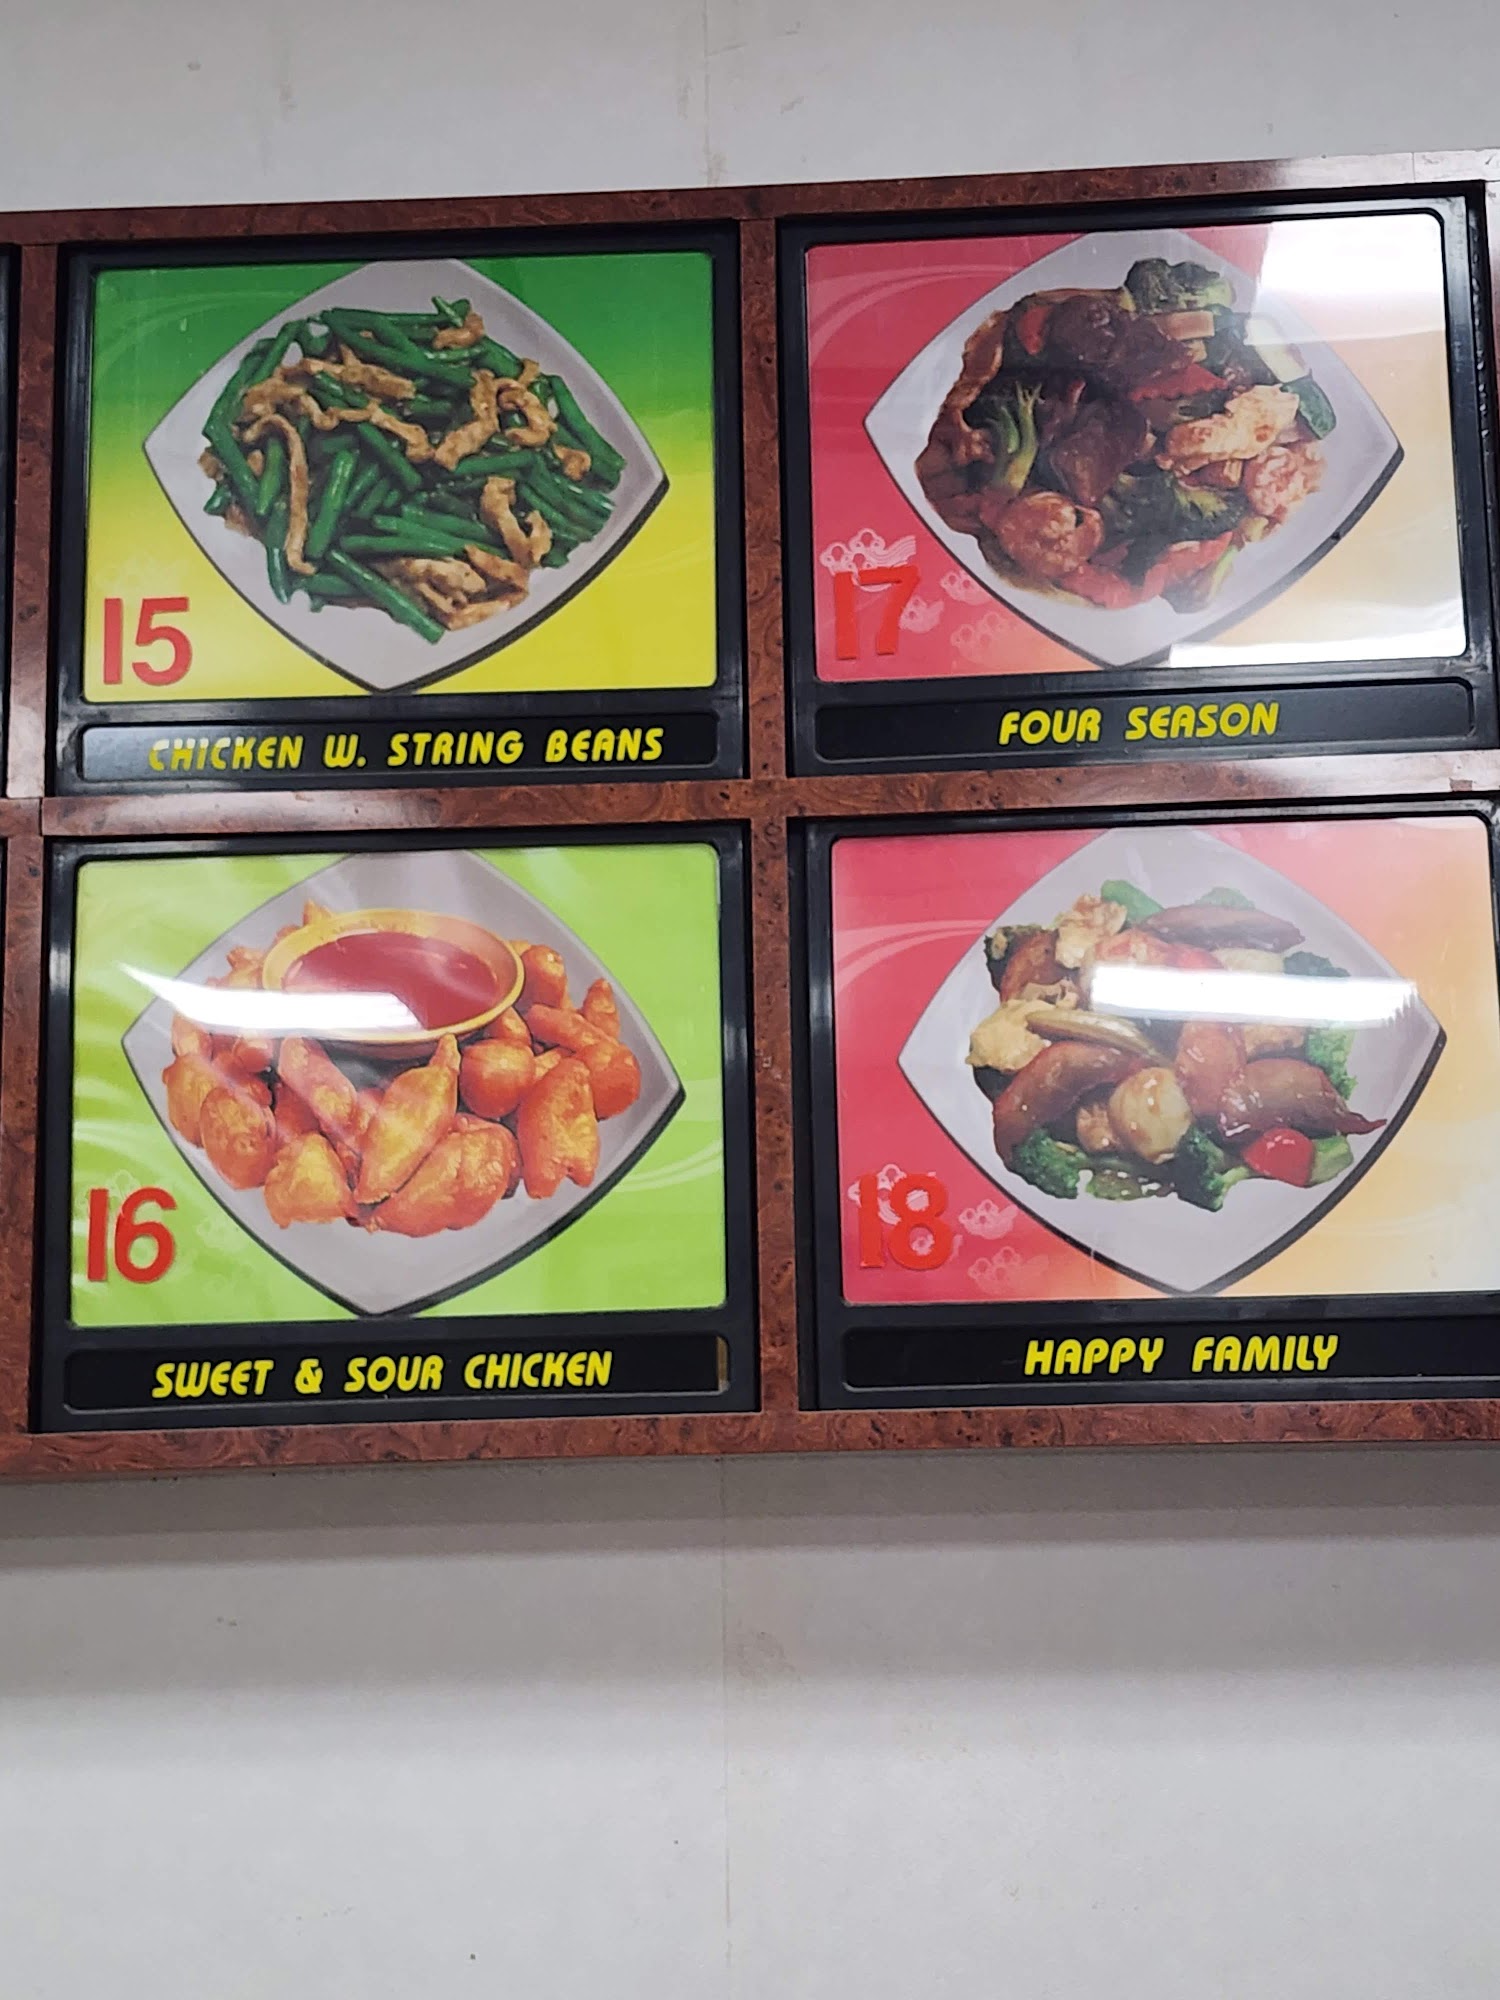 15
CHICKEN W. STRING BEANS
17
FOUR SEASON
16
SWEET & SOUR CHICKEN
18
HAPPY FAMILY